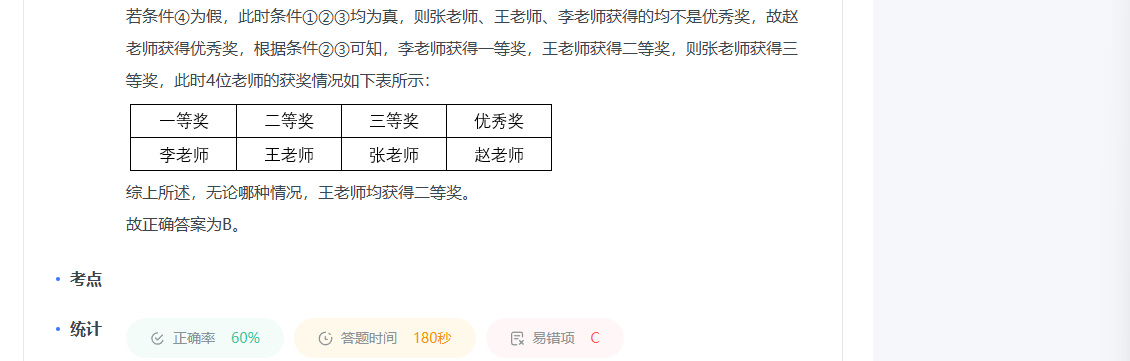 若条件④为假，此时条件①②③均为真，则张老师、王老师、李老师获得的均不是优秀奖，故赵
老师获得优秀奖，根据条件②③可知，李老师获得一等奖，王老师获得二等奖，则张老师获得三
等奖，此时4位老师的获奖情况如下表所示：
一等奖 二等奖 三等奖 优秀奖
李老师 王老师 张老师 赵老师
综上所述，无论哪种情况，王老师均获得二等奖。
故正确答案为B。
考点
统计 正确率 60% 答题时间 180秒 易错项 C